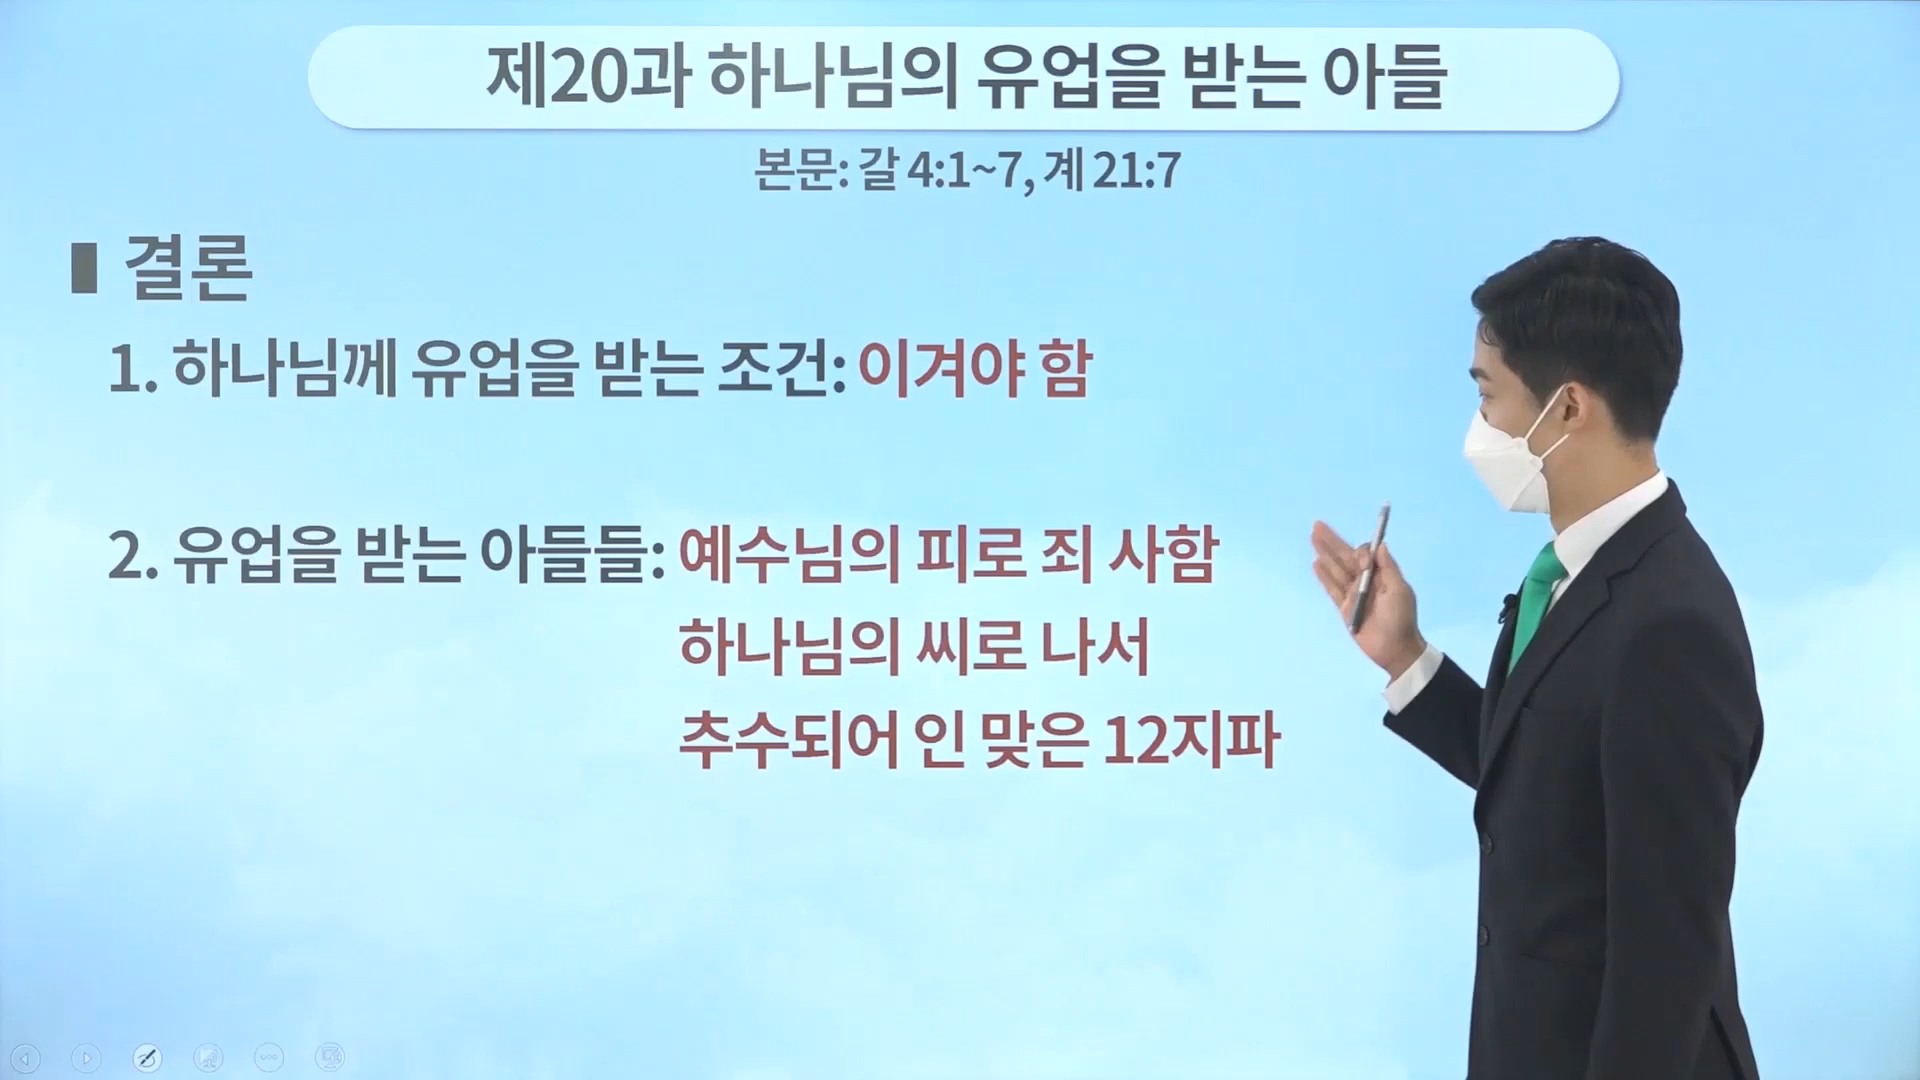 제20과 하나님의 유업을 받는 아들
본문: 갈 4:1~7, 계 21:7
결론
1. 하나님께 유업을 받는 조건: 이겨야 함
2. 유업을 받는 아들들: 예수님의 피로 죄 사함
하나님의 씨로 나서
추수되어 인 맞은 12지파